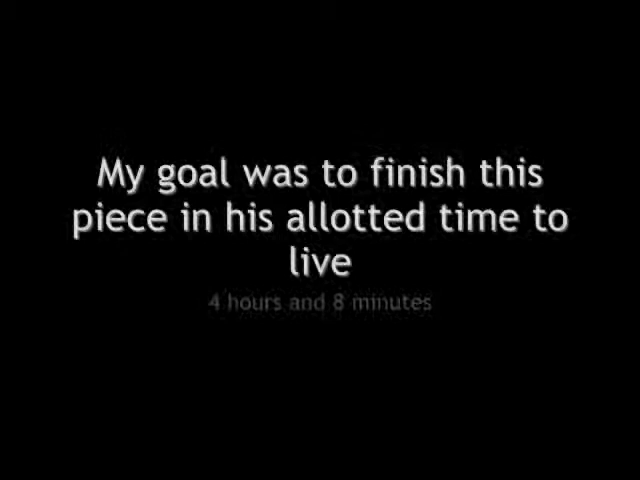 My goal was to finish this
piece in his allotted time to
live
4 hours and 8 minutes